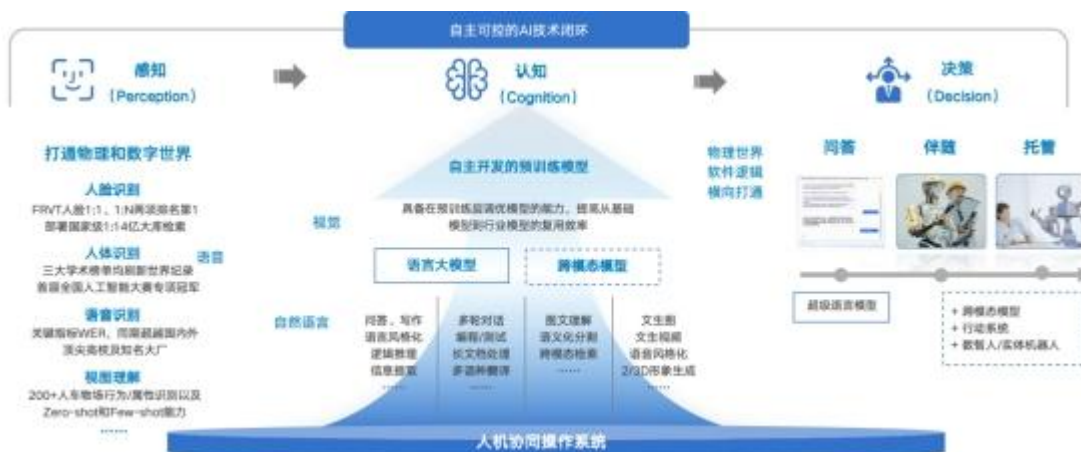 自主可控的AI技术闭环
感知
(Perception)
认知
(Cognition)
决策
(Decision)
打通物理和数字世界
人脸识别
FRVT人脸1:1、1:N两项排名第1
部署国家级1:14亿大库检索
人体识别
三大学术榜单均刷新世界纪录
首届全国人工智能大赛专项冠军
语音识别
关键指标WER,同期超越国内外
顶尖高校及知名大厂
视图理解
200+人车物场行为/属性识别以及
Zero-shot和Few-shot能力
......
视觉
语音
自然语言
自主开发的预训练模型
具备在预训练层调优模型的能力,提高从基础
模型到行业模型的复用效率
语言大模型
跨模态模型
问答、写作
语言风格化
逻辑推理
信息抽取
......
多轮对话
编程/测试
长文档处理
多语种翻译
......
图文理解
语义化分割
跨模态检索
......
文生图
文生视频
语音风格化
2/3D形象生成
......
物理世界
软件逻辑
横向打通
问答
伴随
托管
超级语言模型
+ 跨模态模型
+ 行动系统
+ 数智人/实体机器人
人机协同操作系统